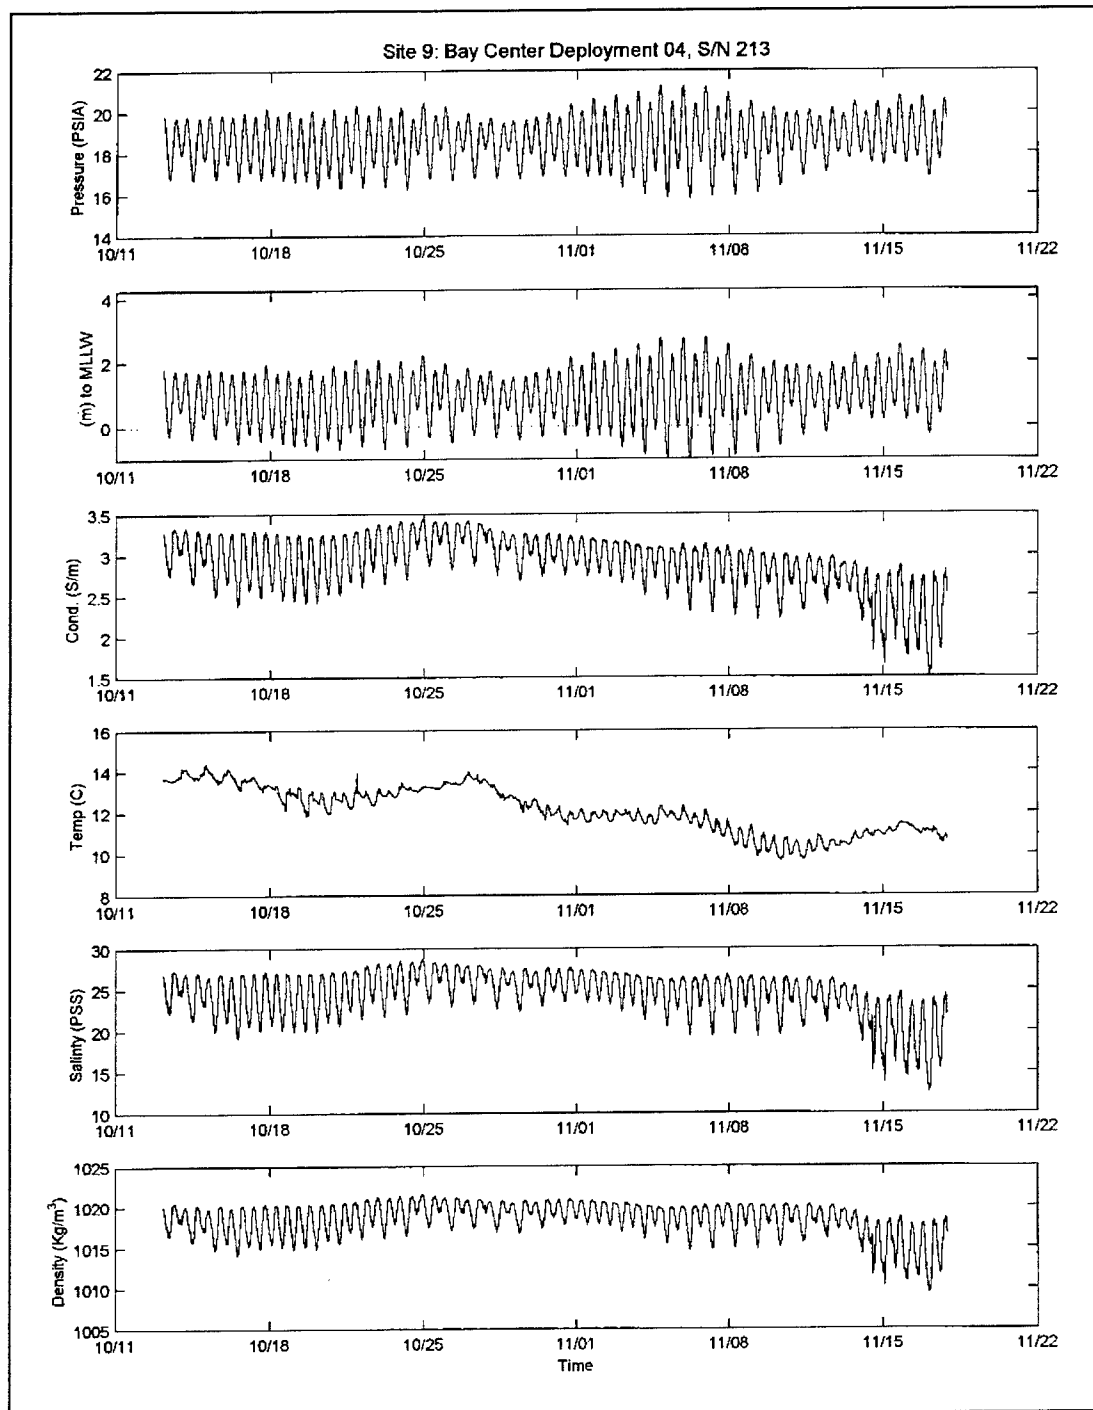 Site 9: Bay Center Deployment 04, S/N 213
22
20
18
16
14
Pressure (PSIA)
10/11 10/18 10/25 11/01 11/08 11/15 11/22
4
2
0
(m) to MLLW
10/11 10/18 10/25 11/01 11/08 11/15 11/22
3.5
3
2.5
2
1.5
Cond. (S/m)
10/11 10/18 10/25 11/01 11/08 11/15 11/22
16
14
12
10
8
Temp (C)
10/11 10/18 10/25 11/01 11/08 11/15 11/22
30
25
20
15
10
Salinty (PSS)
10/11 10/18 10/25 11/01 11/08 11/15 11/22
1025
1020
1015
1010
1005
Density (Kg/m³)
10/11 10/18 10/25 11/01 11/08 11/15 11/22
Time